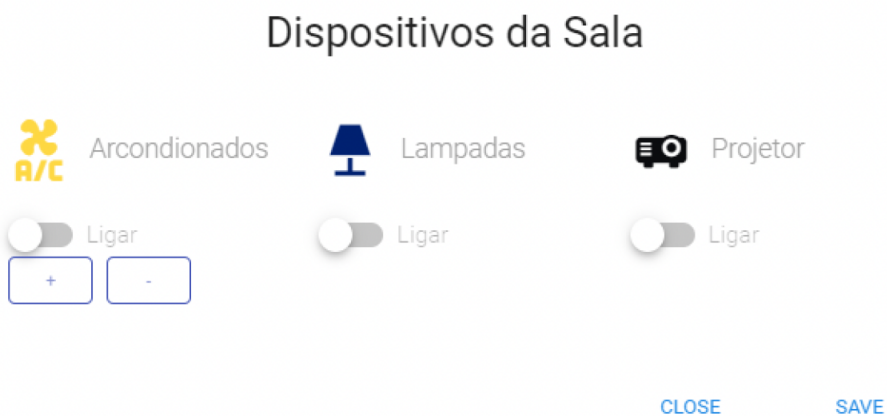 Dispositivos da Sala
A/C Arcondionados Lampadas Projetor
Ligar Ligar Ligar
+ -
CLOSE SAVE